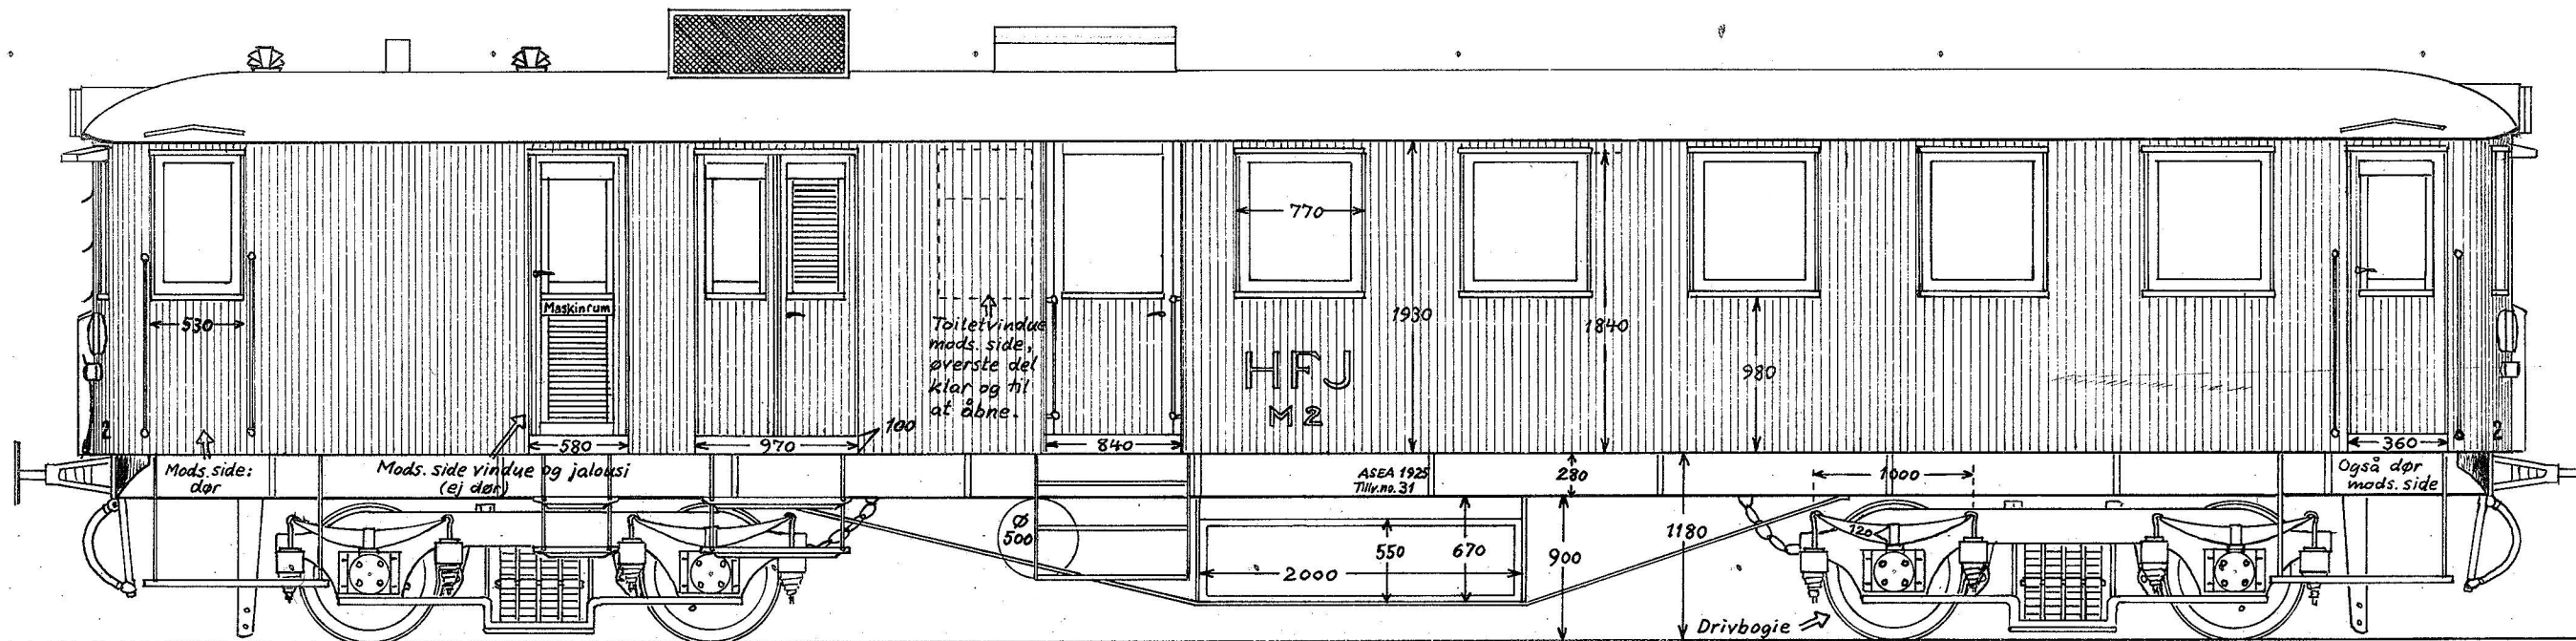 770
1930
1840
Maskinrum
530
Toiletvindue
mods. side,
øverste del
klar og til
at åbne.
HFJ
M2
980
2
100
2
580
970
840
360
Mods. side:
dør
Mods. side vindue og jalousi
(ej dør)
ASEA 1925
Tillv.no. 31
280
1000
Også dør
mods. side
Ø
500
550
670
900
1180
120
2000
Drivbogie